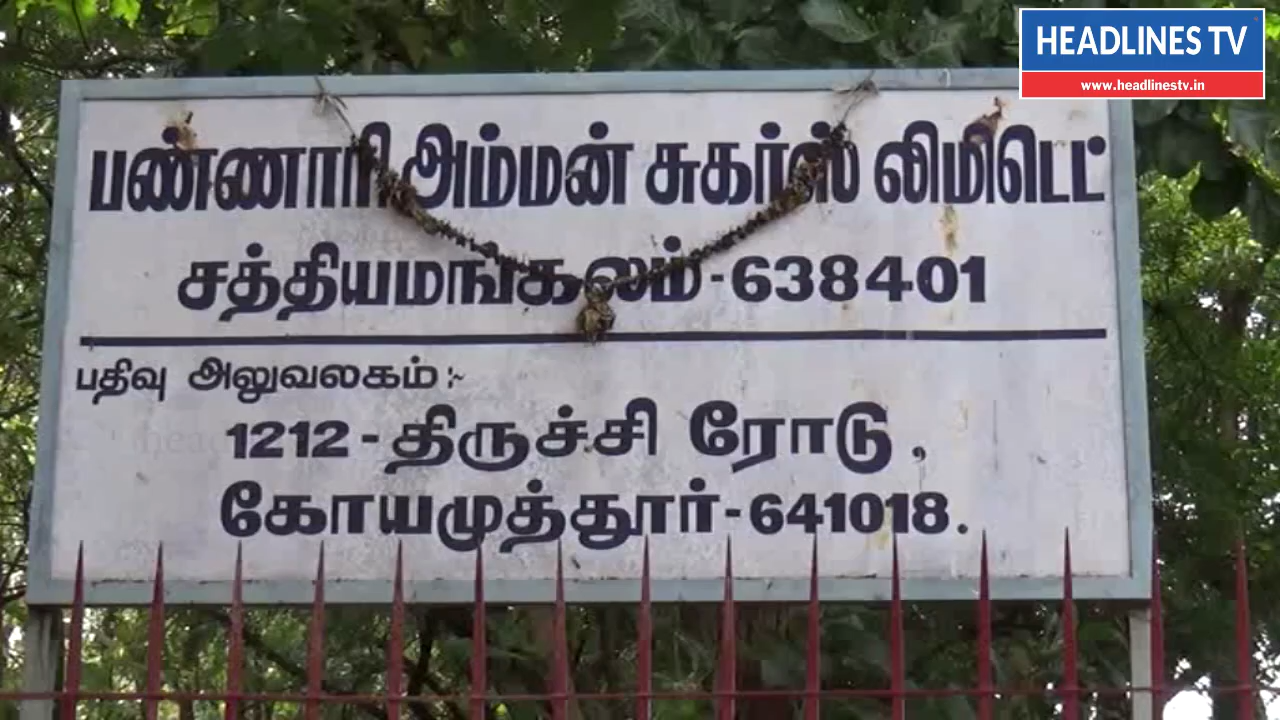 HEADLINES TV
www.headlinestv.in
பண்ணாரி அம்மன் சுகர்ஸ் லிமிடெட்
சத்தியமங்கலம்-638401
பதிவு அலுவலகம்:-
1212-திருச்சி ரோடு,
கோயமுத்தூர்-641018.